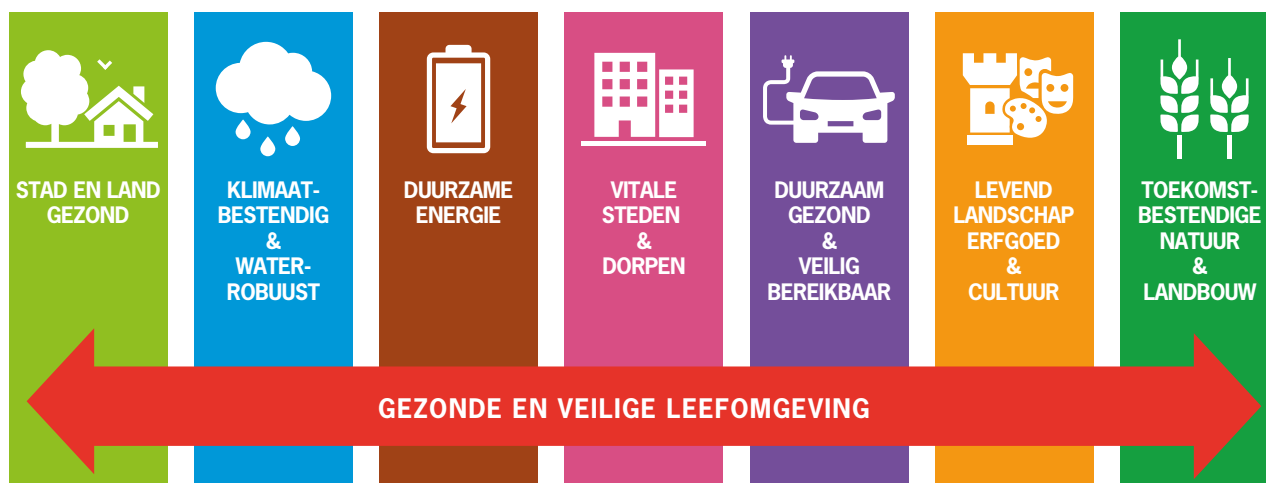 STAD EN LAND
GEZOND
KLIMAAT-
BESTENDIG
&
WATER-
ROBUUST
DUURZAME
ENERGIE
VITALE
STEDEN
&
DORPEN
DUURZAAM
GEZOND
&
VEILIG
BEREIKBAAR
LEVEND
LANDSCHAP
ERFGOED
&
CULTUUR
TOEKOMST-
BESTENDIGE
NATUUR
&
LANDBOUW
GEZONDE EN VEILIGE LEEFOMGEVING